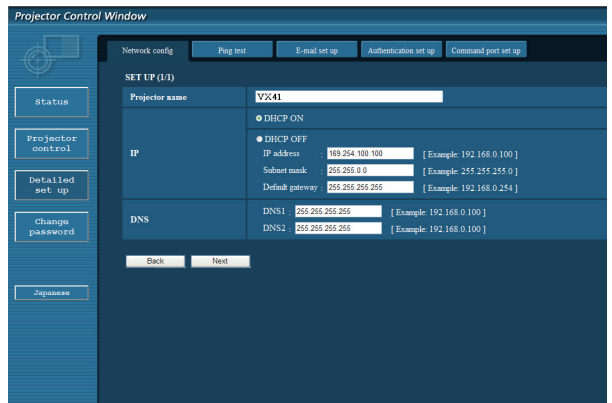 Projector Control Window
Network config
Ping test
E-mail set up
Authentication set up
Command port set up
SET UP (1/1)
Status
Projector name
VX41
DHCP ON
Projector
control
IP
DHCP OFF
IP address : 169.254.100.100 [ Example: 192.168.0.100 ]
Subnet mask : 255.255.0.0 [ Example: 255.255.255.0 ]
Default gateway : 255.255.255.255 [ Example: 192.168.0.254 ]
Detailed
set up
DNS
DNS1 : 255.255.255.255 [ Example: 192.168.0.100 ]
DNS2 : 255.255.255.255 [ Example: 192.168.0.100 ]
Change
password
Back
Next
Japanese